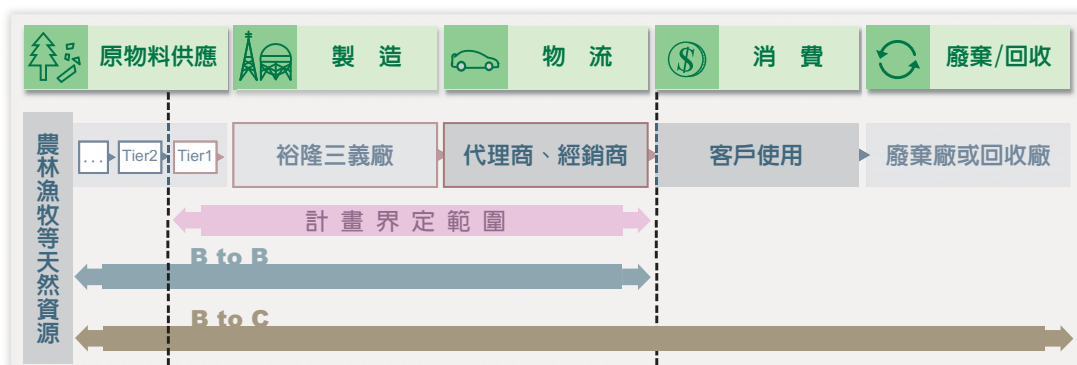 原物料供應
製造
物流
消費
廢棄/回收
農林漁牧等天然資源
...
Tier2
Tier1
裕隆三義廠
代理商、經銷商
客戶使用
廢棄廠或回收廠
計畫界定範圍
B to B
B to C